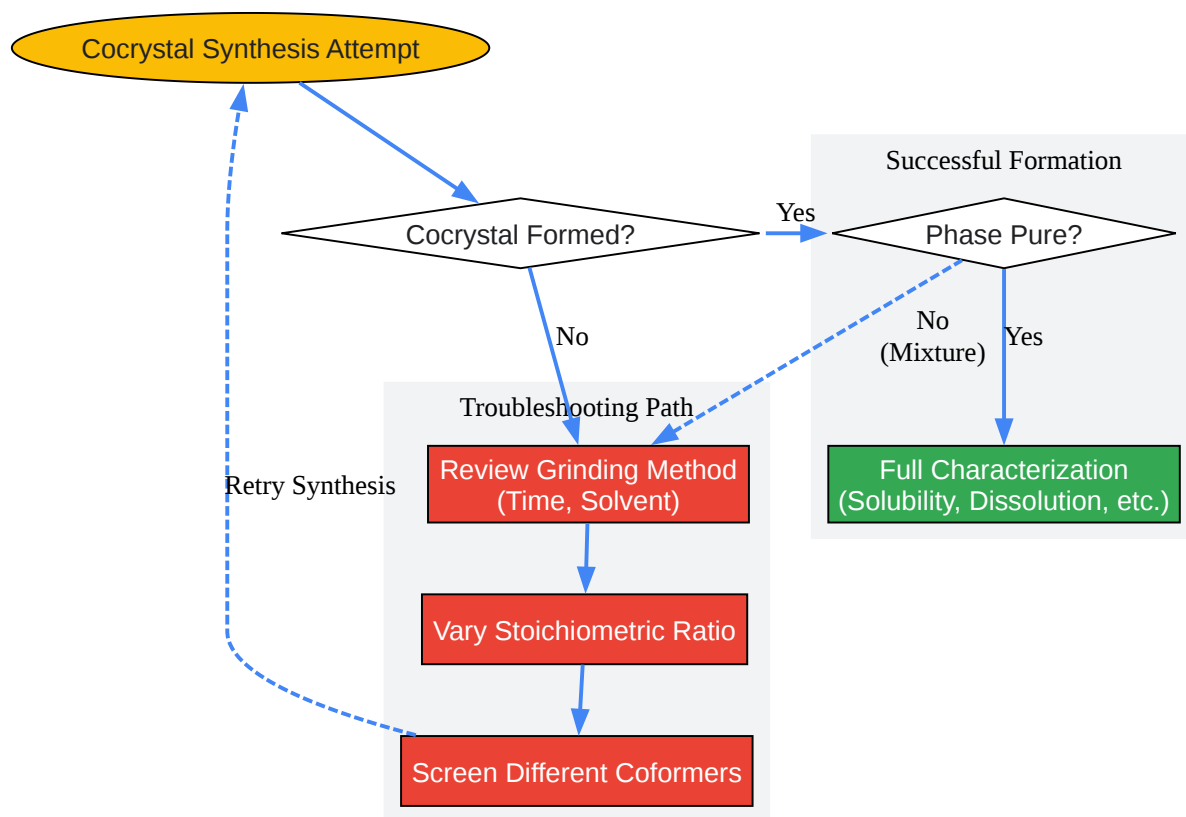 Cocrystal Synthesis Attempt
Successful Formation
Yes
Cocrystal Formed?
Phase Pure?
No
No
(Mixture)
Yes
Troubleshooting Path
Review Grinding Method
(Time, Solvent)
Full Characterization
(Solubility, Dissolution, etc.)
Retry Synthesis
Vary Stoichiometric Ratio
Screen Different Coformers